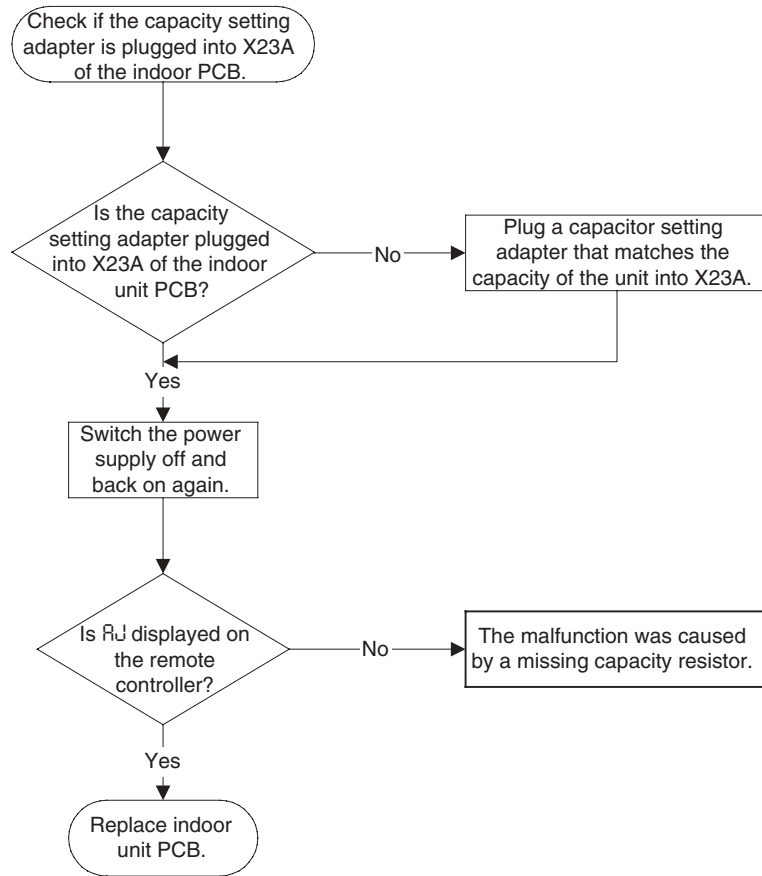 Check if the capacity setting
adapter is plugged into X23A
of the indoor PCB.
Is the capacity
setting adapter plugged
into X23A of the indoor
unit PCB?
No
Plug a capacitor setting
adapter that matches the
capacity of the unit into X23A.
Yes
Switch the power
supply off and
back on again.
Is AJ displayed on
the remote
controller?
No
The malfunction was caused
by a missing capacity resistor.
Yes
Replace indoor
unit PCB.